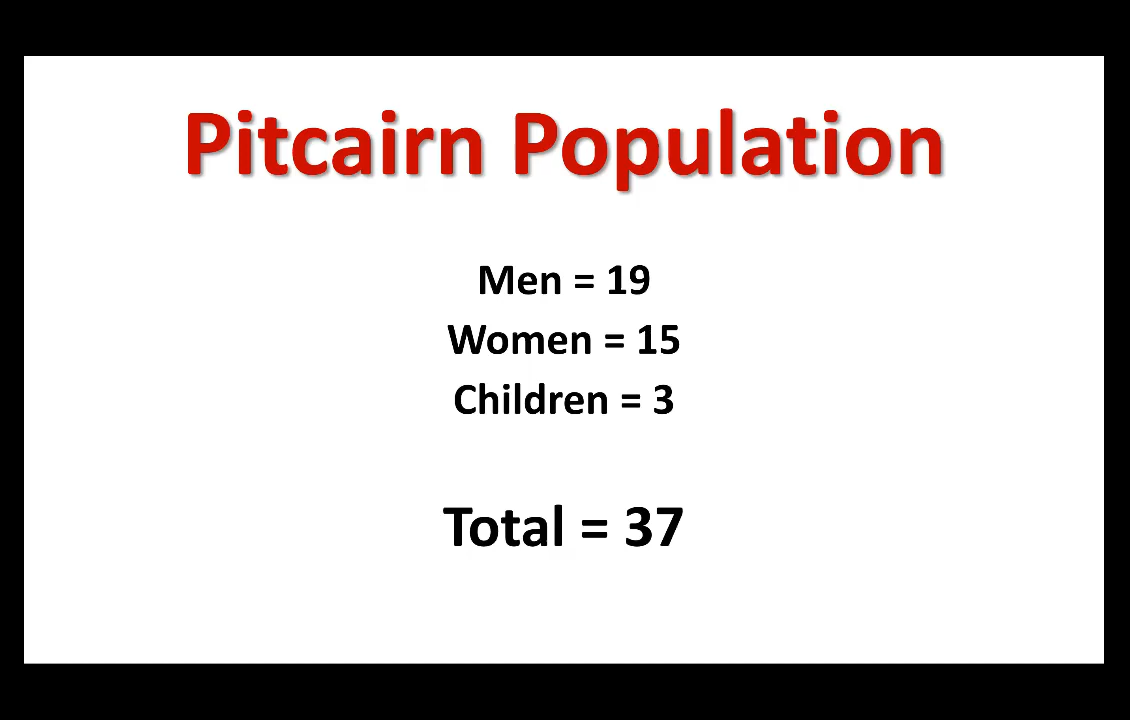 Pitcairn Population
Men = 19
Women = 15
Children = 3
Total = 37